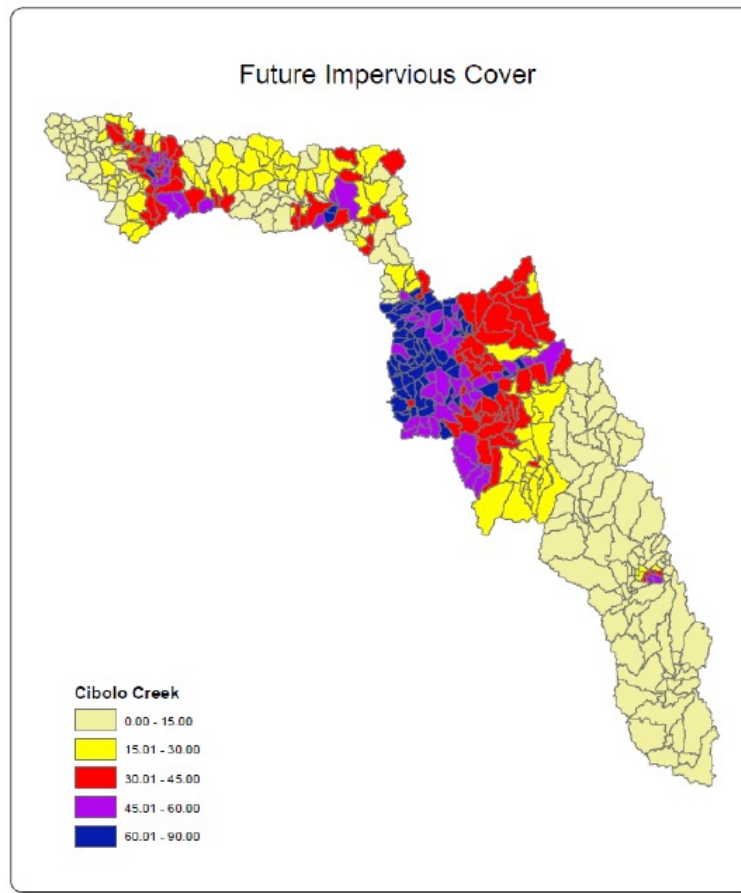 Future Impervious Cover
Cibolo Creek
0.00 - 15.00
15.01 - 30.00
30.01 - 45.00
45.01 - 60.00
60.01 - 90.00